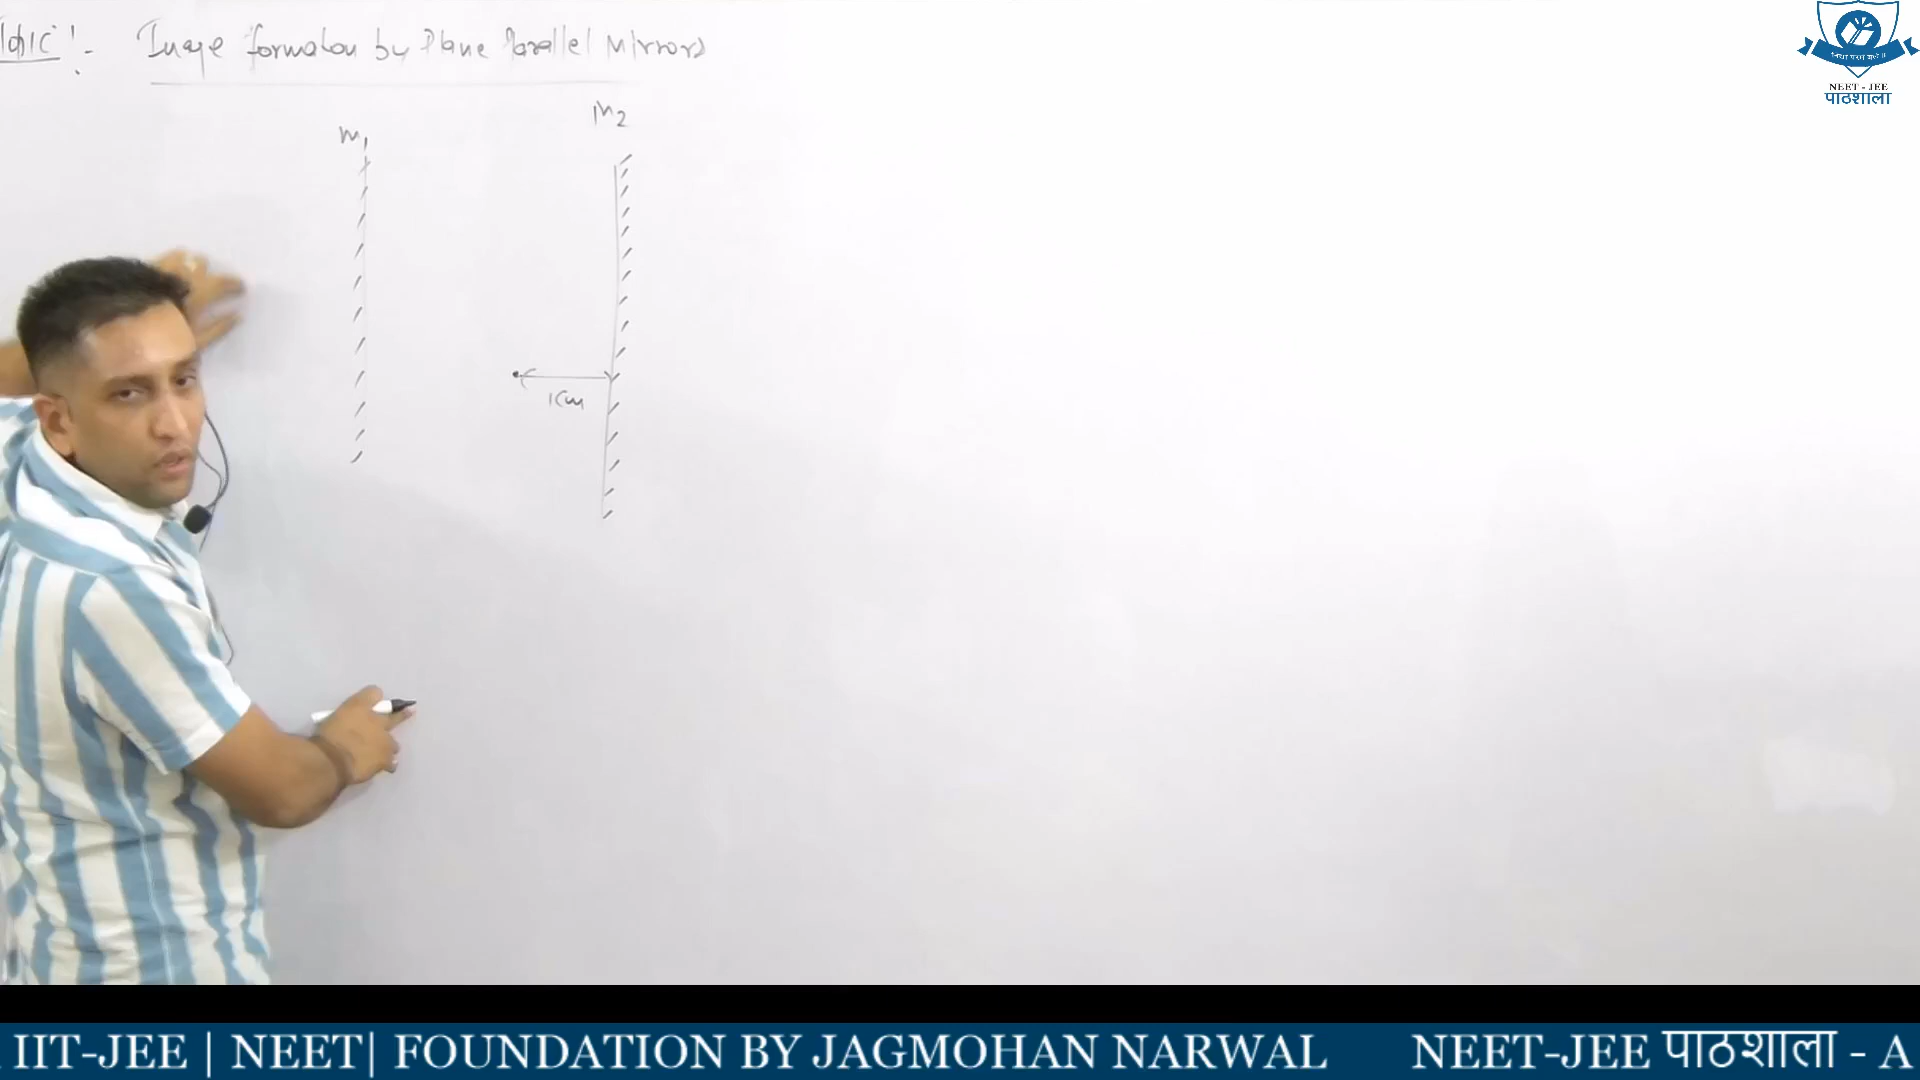 Topic :- Image formation by Plane Parallel Mirrors
M1
M2
1cm
NEET - JEE
पाठशाला
IIT-JEE | NEET| FOUNDATION BY JAGMOHAN NARWAL NEET-JEE पाठशाला - A